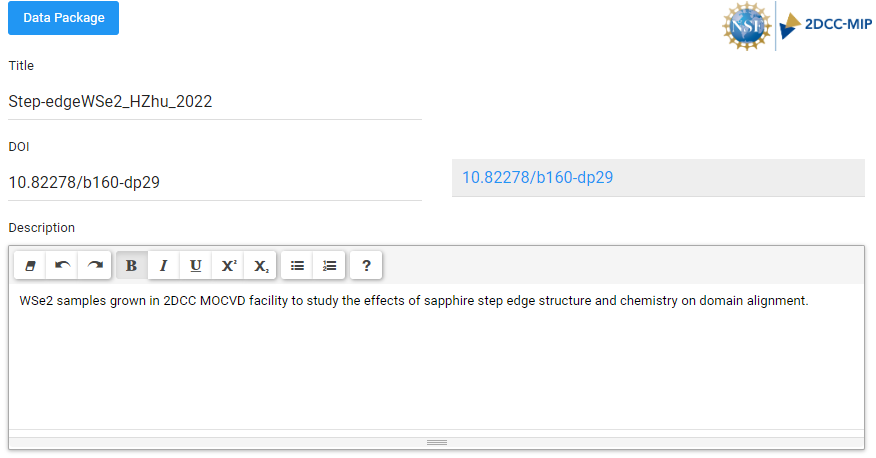 Data Package
NSF
2DCC-MIP
Title
Step-edgeWSe2_HZhu_2022
DOI
10.82278/b160-dp29
10.82278/b160-dp29
Description
B I U X² X₂ ?
WSe2 samples grown in 2DCC MOCVD facility to study the effects of sapphire step edge structure and chemistry on domain alignment.